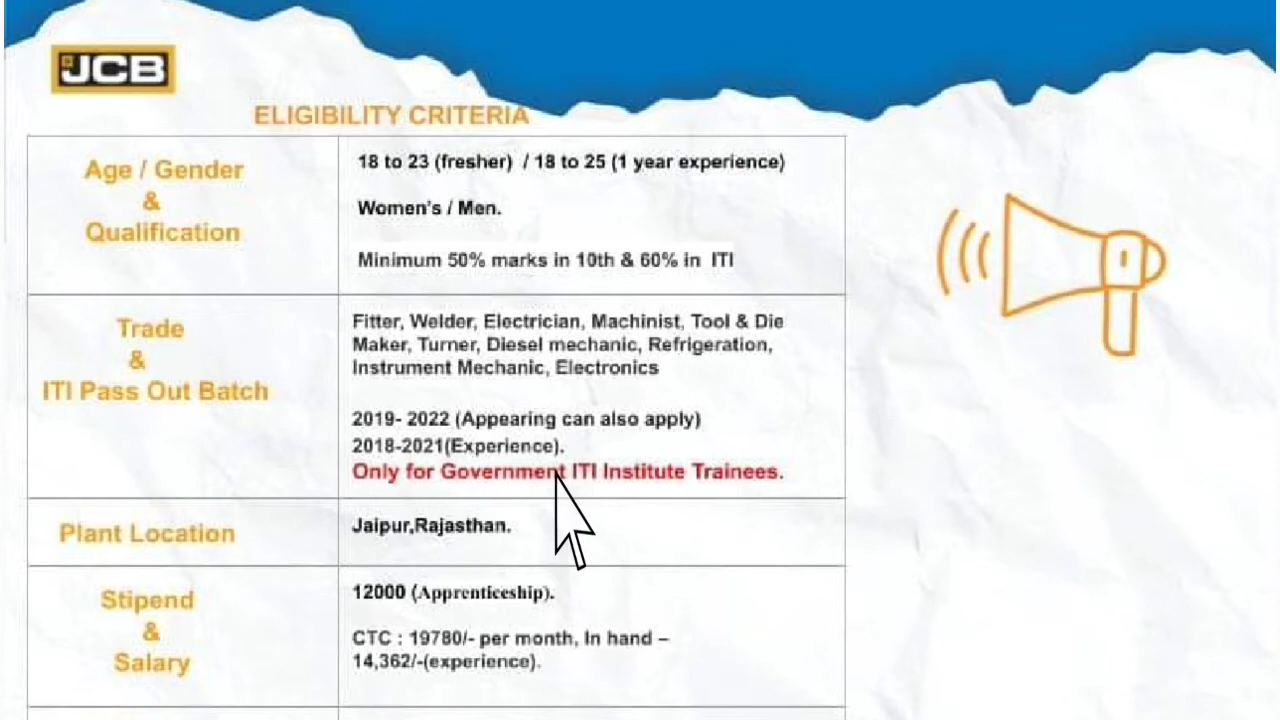 JCB
ELIGIBILITY CRITERIA
Age / Gender
&
Qualification
18 to 23 (fresher) / 18 to 25 (1 year experience)
Women's / Men.
Minimum 50% marks in 10th & 60% in ITI
Trade
&
ITI Pass Out Batch
Fitter, Welder, Electrician, Machinist, Tool & Die
Maker, Turner, Diesel mechanic, Refrigeration,
Instrument Mechanic, Electronics
2019- 2022 (Appearing can also apply)
2018-2021(Experience).
Only for Government ITI Institute Trainees.
Plant Location
Jaipur,Rajasthan.
Stipend
&
Salary
12000 (Apprenticeship).
CTC : 19780/- per month, In hand –
14,362/-(experience).